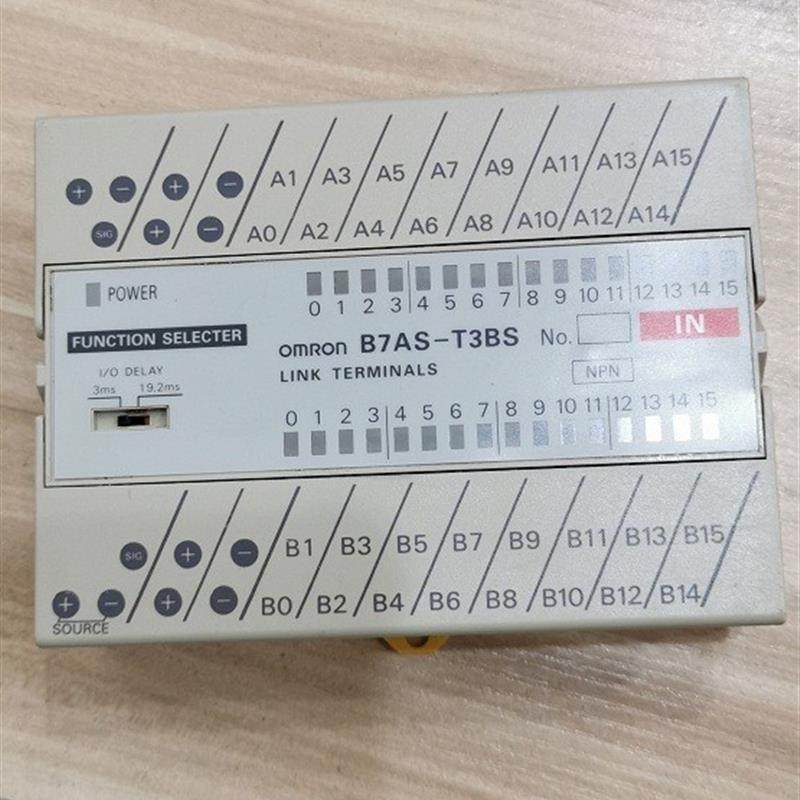 + - + - A1 A3 A5 A7 A9 A11 A13 A15
SIG + - A0 A2 A4 A6 A8 A10 A12 A14
POWER
0 1 2 3 4 5 6 7 8 9 10 11 12 13 14 15
FUNCTION SELECTER
OMRON B7AS-T3BS No. IN
LINK TERMINALS
NPN
I/O DELAY
3ms 19.2ms
0 1 2 3 4 5 6 7 8 9 10 11 12 13 14 15
SIG + - B1 B3 B5 B7 B9 B11 B13 B15
+ - + - B0 B2 B4 B6 B8 B10 B12 B14
SOURCE